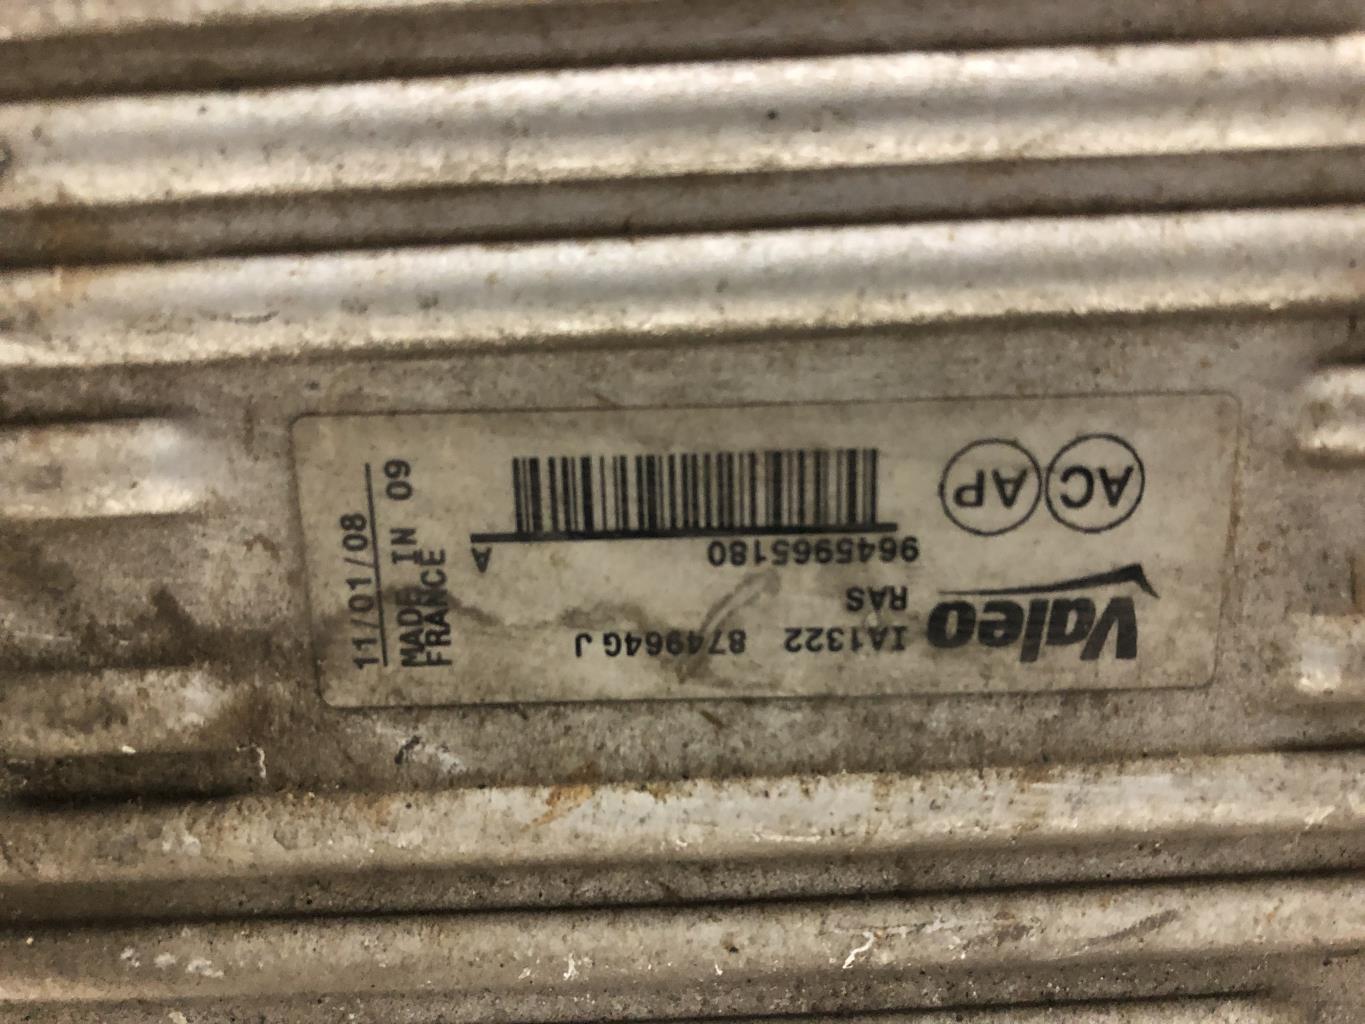 Valeo
IA1322 874964G J
RAS
9645965180
A
AC AP
11/01/08
MADE IN 09
FRANCE